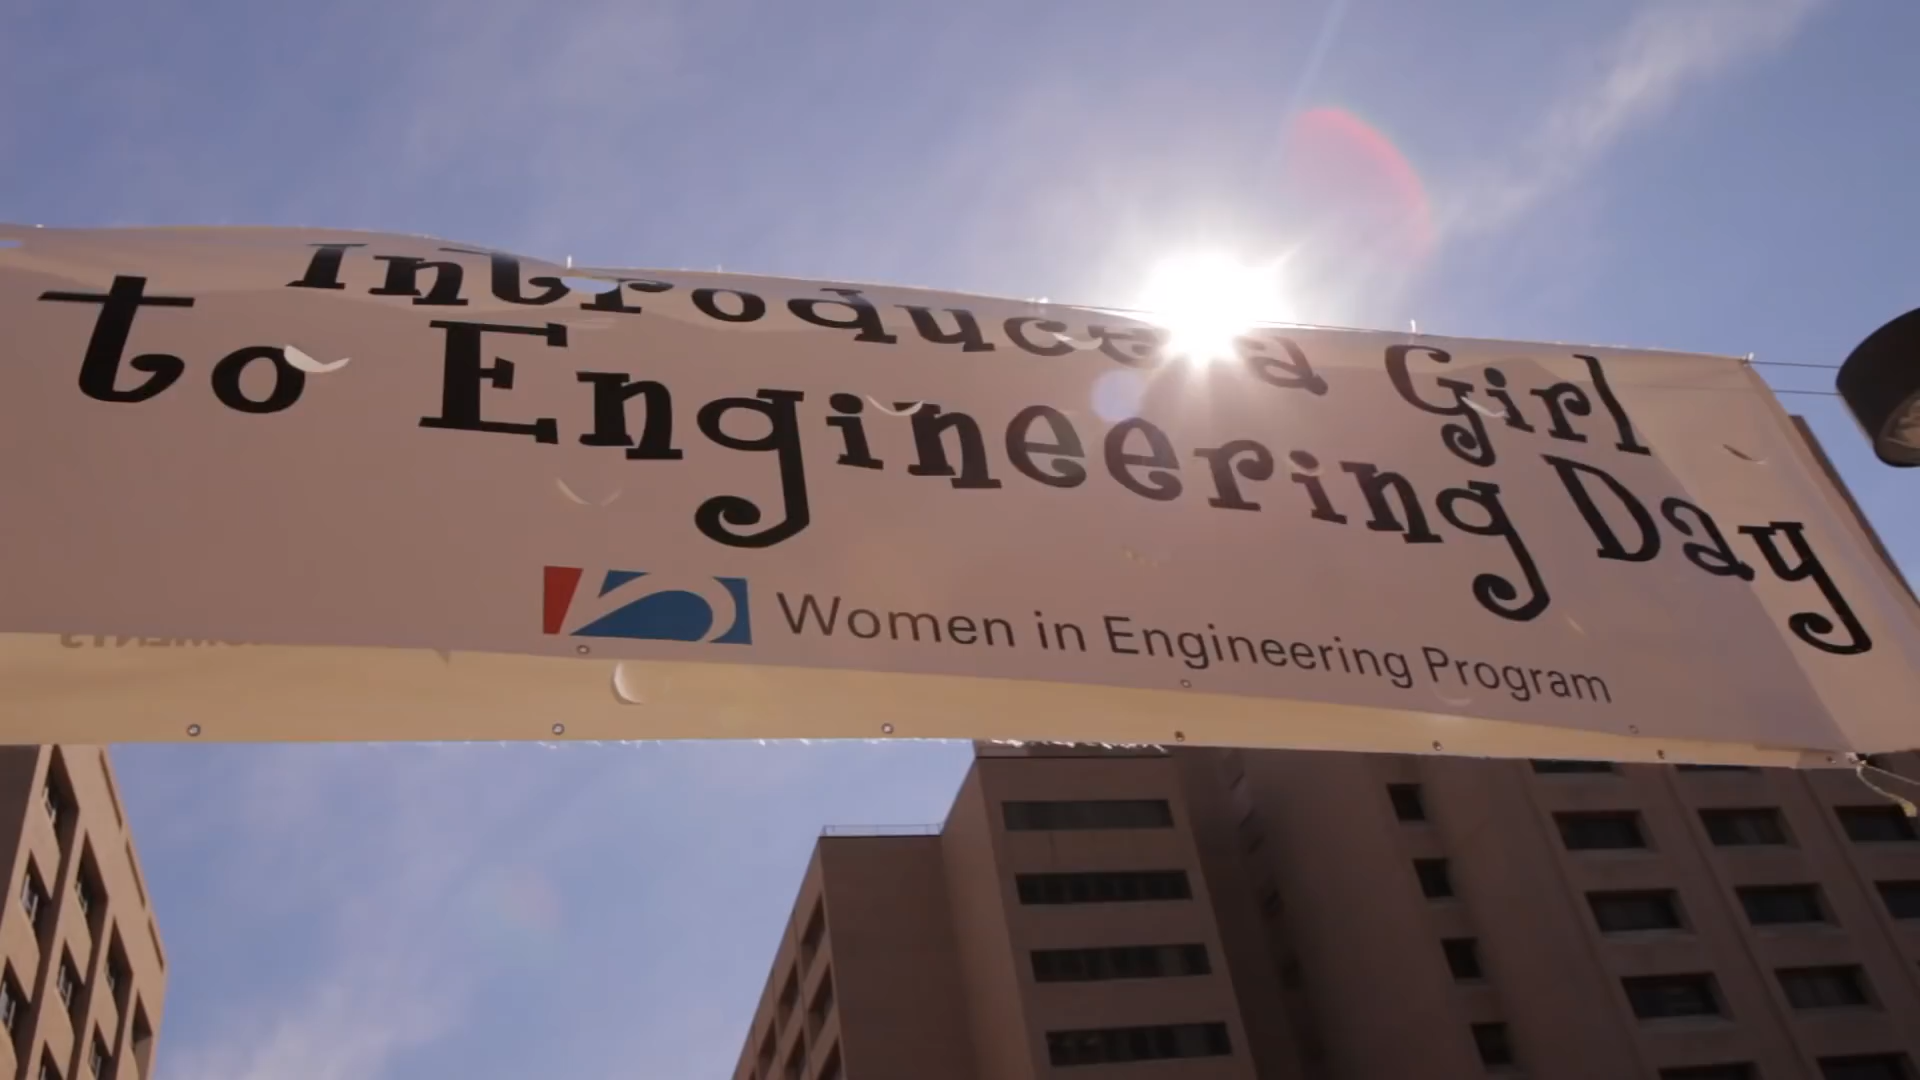 Introduce a Girl
to Engineering Day
Women in Engineering Program